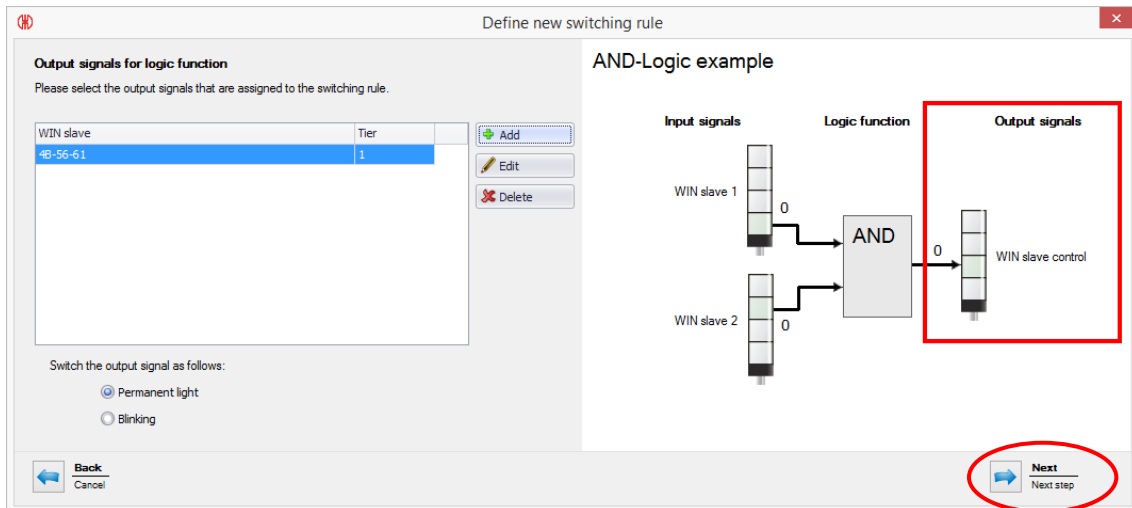 Define new switching rule
Output signals for logic function
Please select the output signals that are assigned to the switching rule.
WIN slave Tier
4B-56-61 1
Add
Edit
Delete
Switch the output signal as follows:
Permanent light
Blinking
AND-Logic example
Input signals Logic function Output signals
WIN slave 1
0
AND
0
WIN slave control
WIN slave 2
0
Back
Cancel
Next
Next step